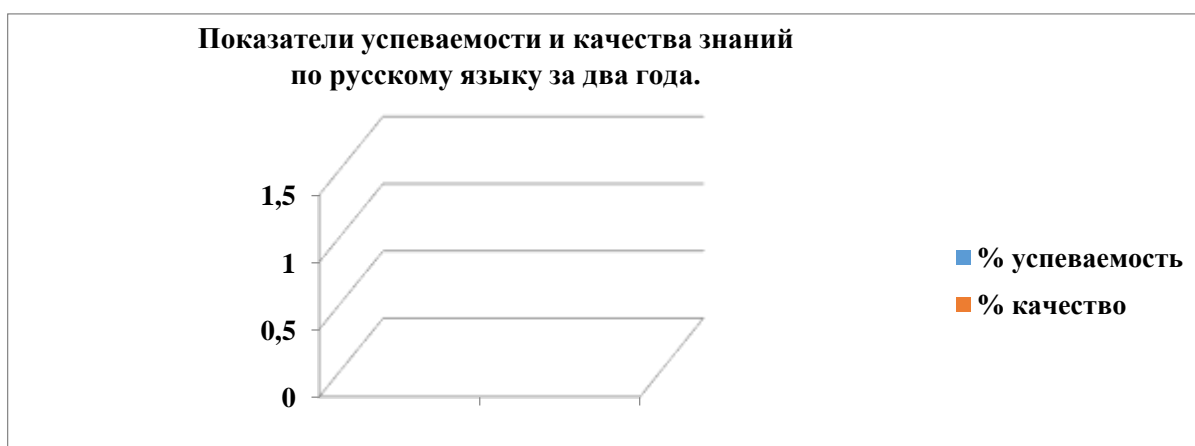 Показатели успеваемости и качества знаний
по русскому языку за два года.
1,5
1
0,5
0
% успеваемость
% качество